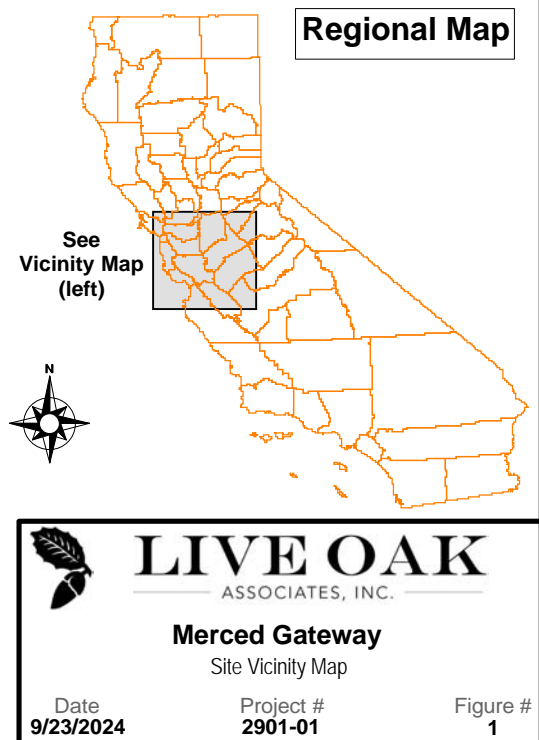 Regional Map
See
Vicinity Map
(left)
N
LIVE OAK
ASSOCIATES, INC.
Merced Gateway
Site Vicinity Map
Date Project # Figure #
9/23/2024 2901-01 1